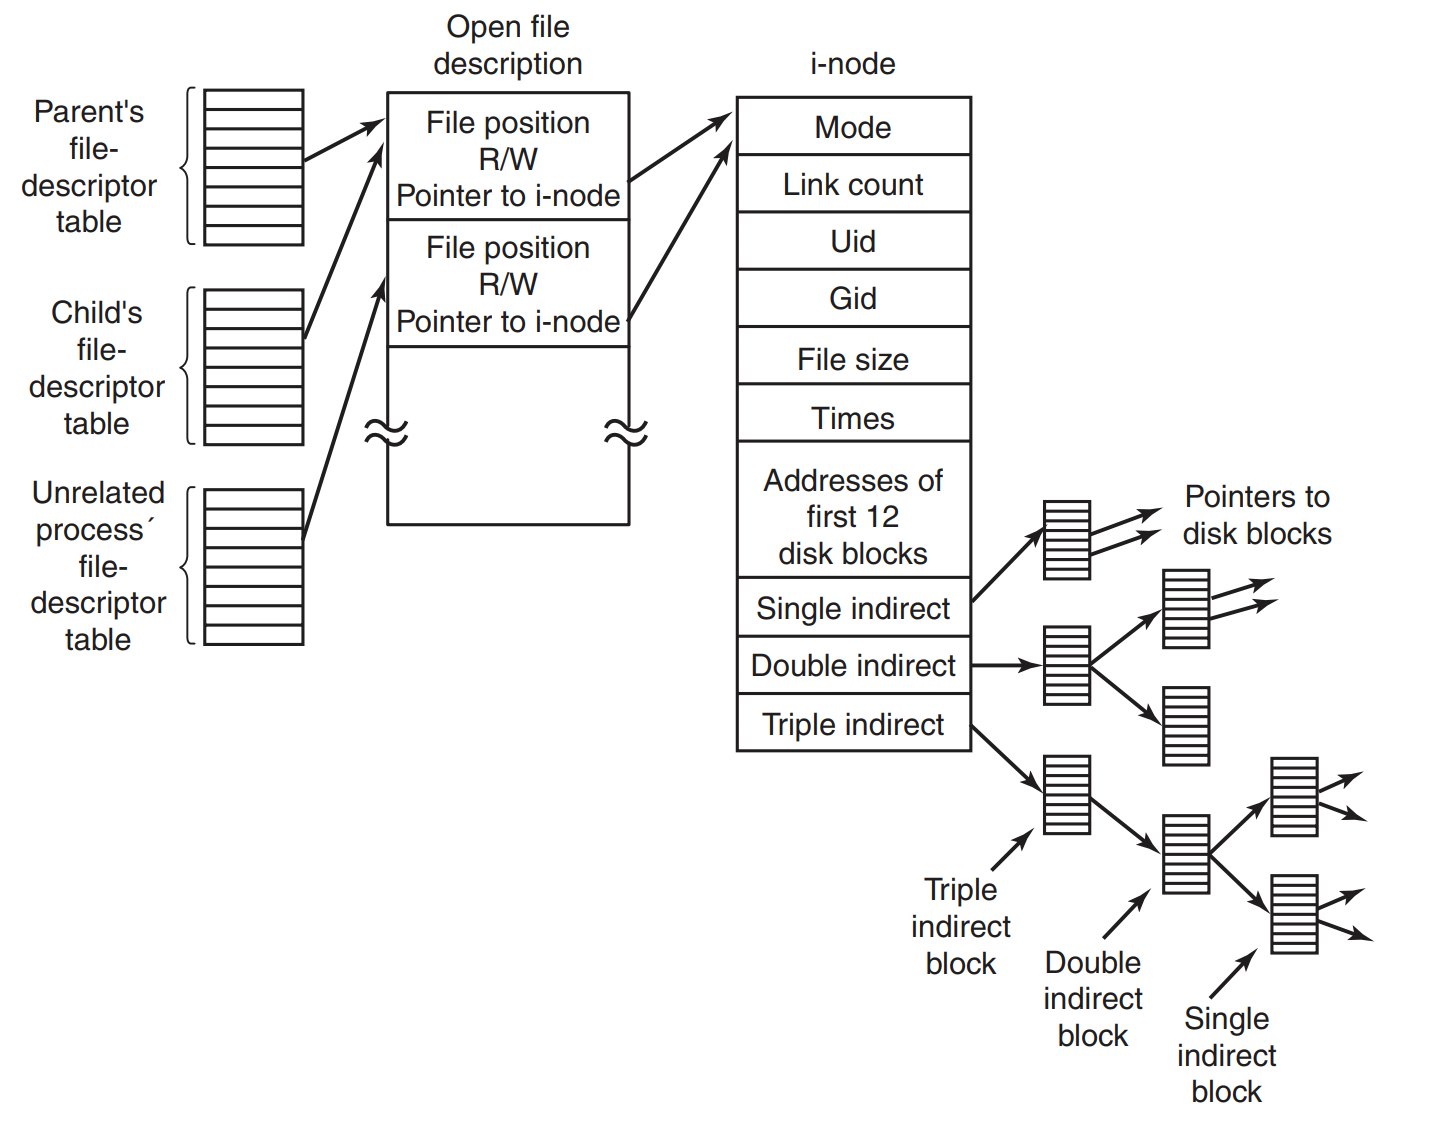 Open file
description
i-node
Parent's
file-
descriptor
table
File position
R/W
Pointer to i-node
File position
R/W
Pointer to i-node
Child's
file-
descriptor
table
Unrelated
process´
file-
descriptor
table
Mode
Link count
Uid
Gid
File size
Times
Addresses of
first 12
disk blocks
Single indirect
Double indirect
Triple indirect
Pointers to
disk blocks
Triple
indirect
block
Double
indirect
block
Single
indirect
block